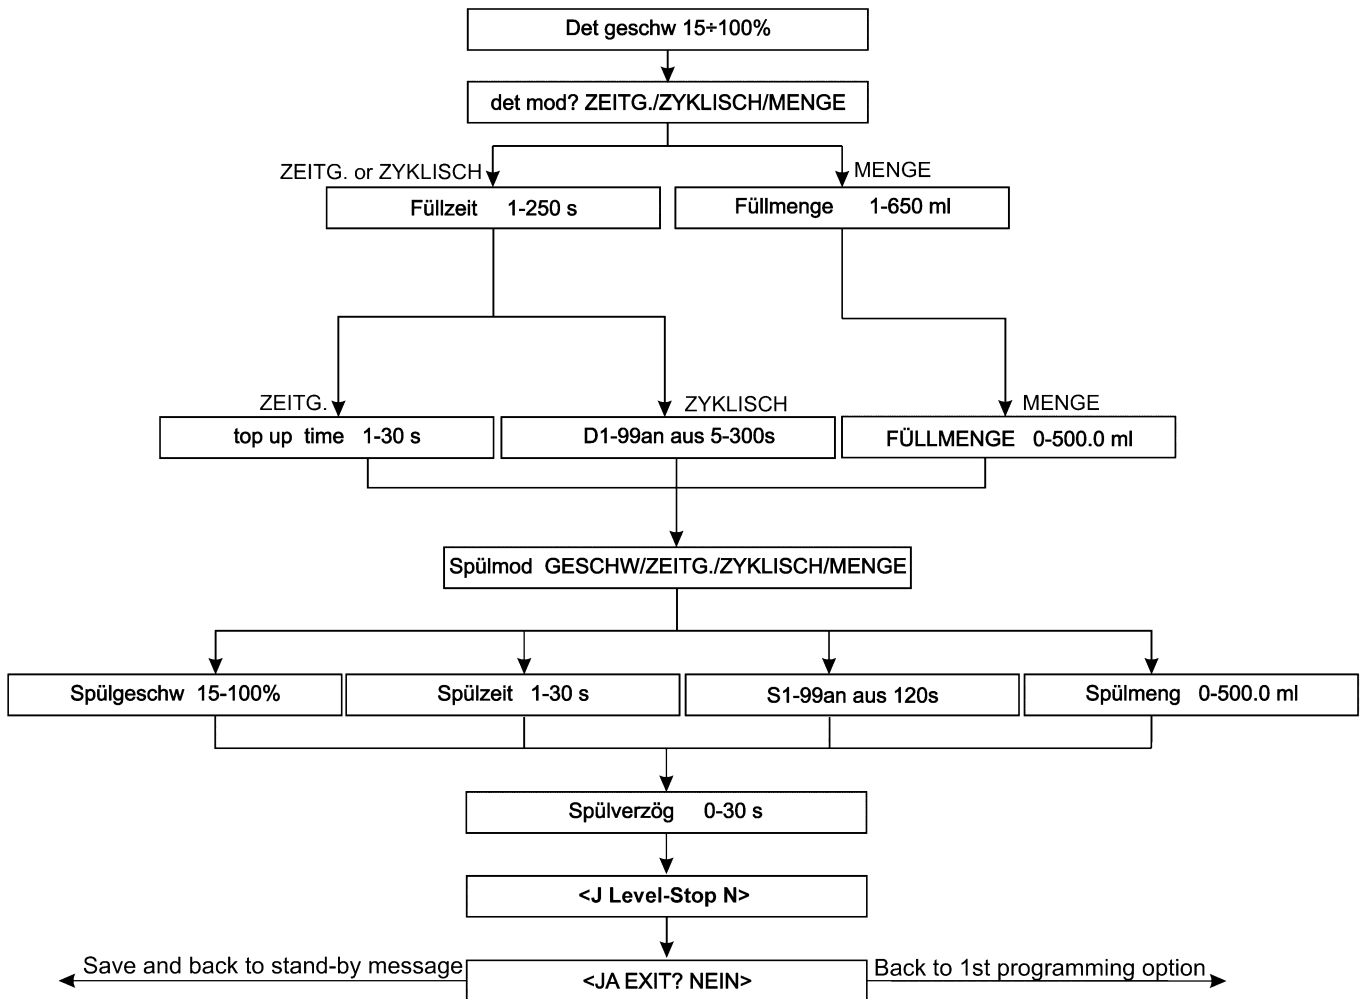 Det geschw 15÷100%
det mod? ZEITG./ZYKLISCH/MENGE
ZEITG. or ZYKLISCH
MENGE
Füllzeit 1-250 s
Füllmenge 1-650 ml
ZEITG.
ZYKLISCH
MENGE
top up time 1-30 s
D1-99an aus 5-300s
FÜLLMENGE 0-500.0 ml
Spülmod GESCHW/ZEITG./ZYKLISCH/MENGE
Spülgeschw 15-100%
Spülzeit 1-30 s
S1-99an aus 120s
Spülmeng 0-500.0 ml
Spülverzög 0-30 s
<J Level-Stop N>
Save and back to stand-by message
<JA EXIT? NEIN>
Back to 1st programming option